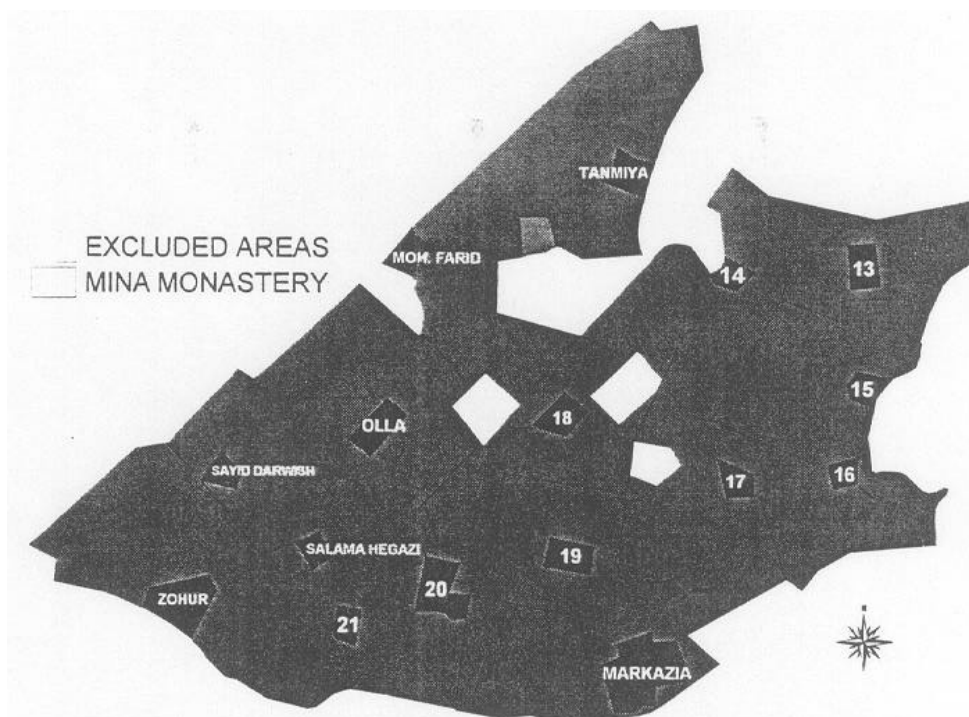 TANMIYA
EXCLUDED AREAS
MOH. FARID
MINA MONASTERY
14
13
15
OLLA
18
SAYID DARWISH
17
16
SALAMA HEGAZI
19
ZOHUR
20
21
MARKAZIA